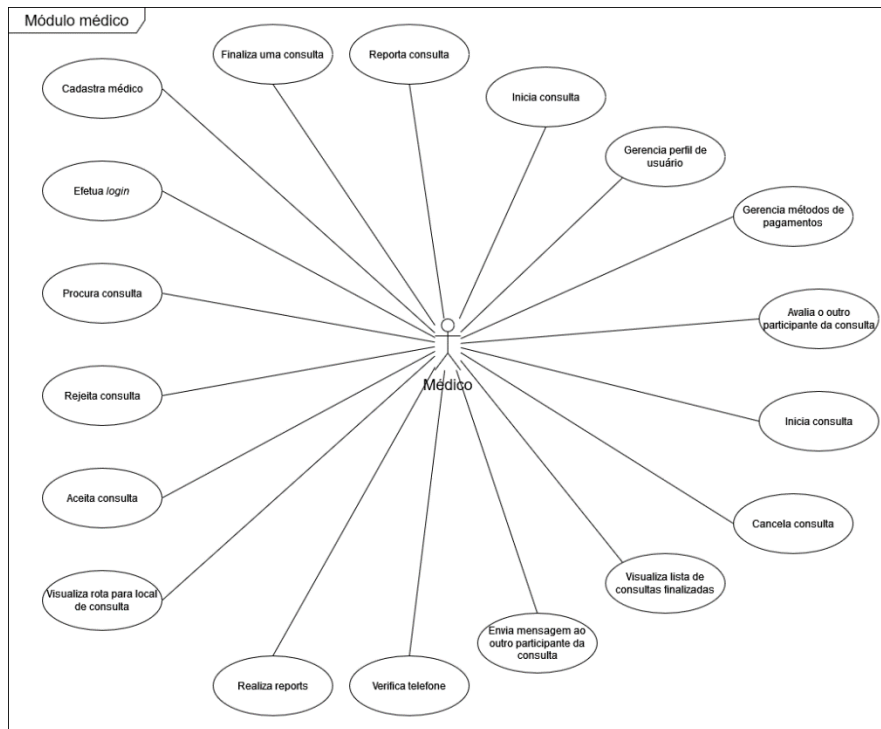 Módulo médico
Finaliza uma consulta
Reporta consulta
Cadastra médico
Inicia consulta
Gerencia perfil de
usuário
Efetua login
Gerencia métodos de
pagamentos
Procura consulta
Avalia o outro
participante da consulta
Médico
Rejeita consulta
Inicia consulta
Aceita consulta
Cancela consulta
Visualiza rota para local
de consulta
Visualiza lista de
consultas finalizadas
Envia mensagem ao
outro participante da
consulta
Realiza reports
Verifica telefone